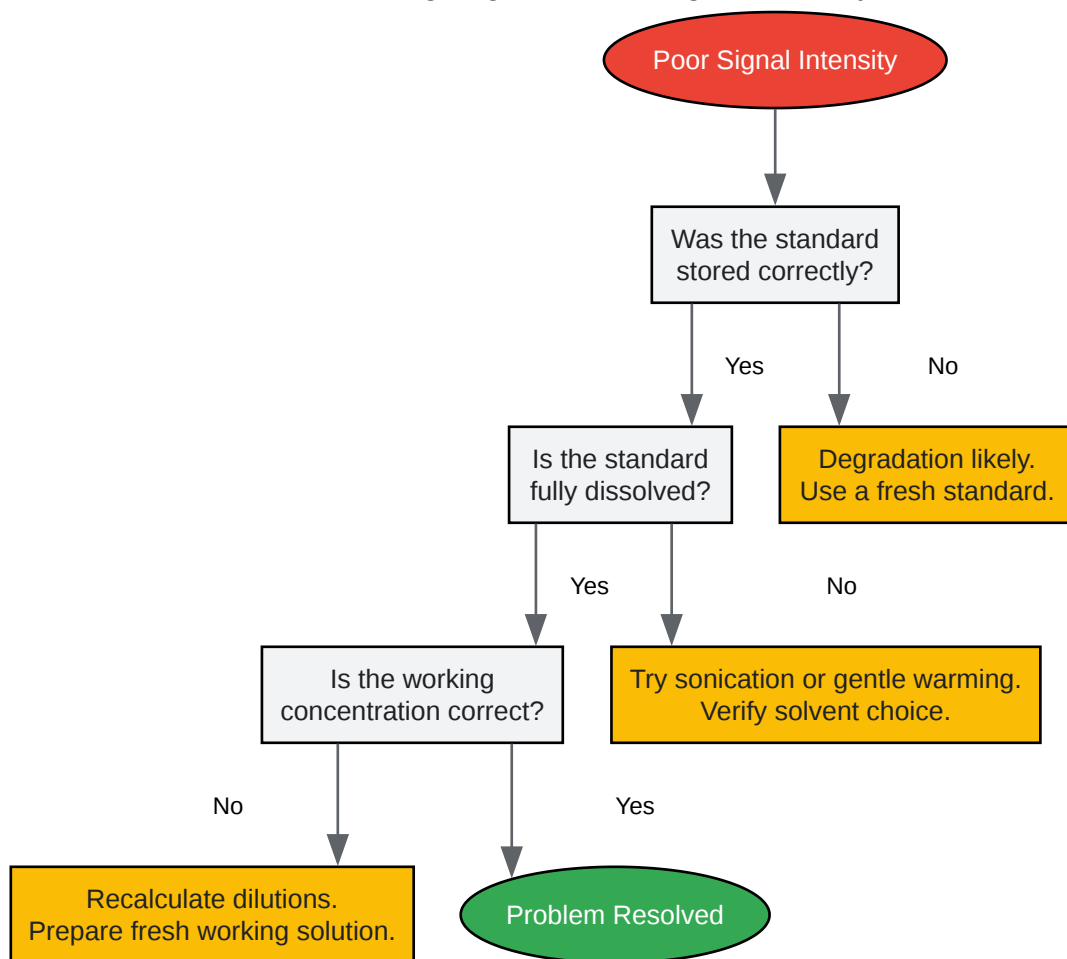 Poor Signal Intensity
Was the standard
stored correctly?
Yes
No
Is the standard
fully dissolved?
Degradation likely.
Use a fresh standard.
Yes
No
Is the working
concentration correct?
Try sonication or gentle warming.
Verify solvent choice.
No
Yes
Recalculate dilutions.
Prepare fresh working solution.
Problem Resolved